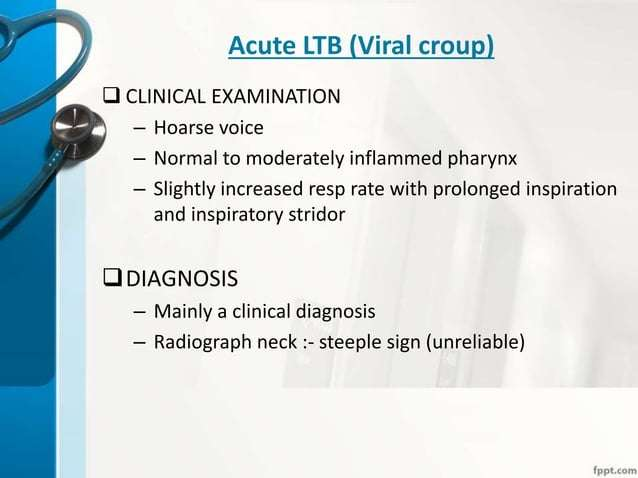 Acute LTB (Viral croup)
❑ CLINICAL EXAMINATION
– Hoarse voice
– Normal to moderately inflammed pharynx
– Slightly increased resp rate with prolonged inspiration
and inspiratory stridor
❑DIAGNOSIS
– Mainly a clinical diagnosis
– Radiograph neck :- steeple sign (unreliable)
fppt.com